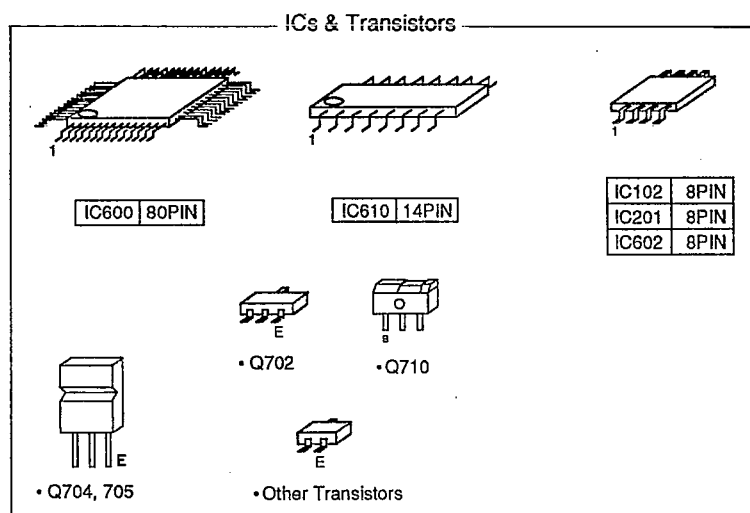 ICs & Transistors
1
1
1
IC600 80PIN
IC610 14PIN
IC102 8PIN
IC201 8PIN
IC602 8PIN
E
B
• Q702
• Q710
E
E
• Q704, 705
• Other Transistors